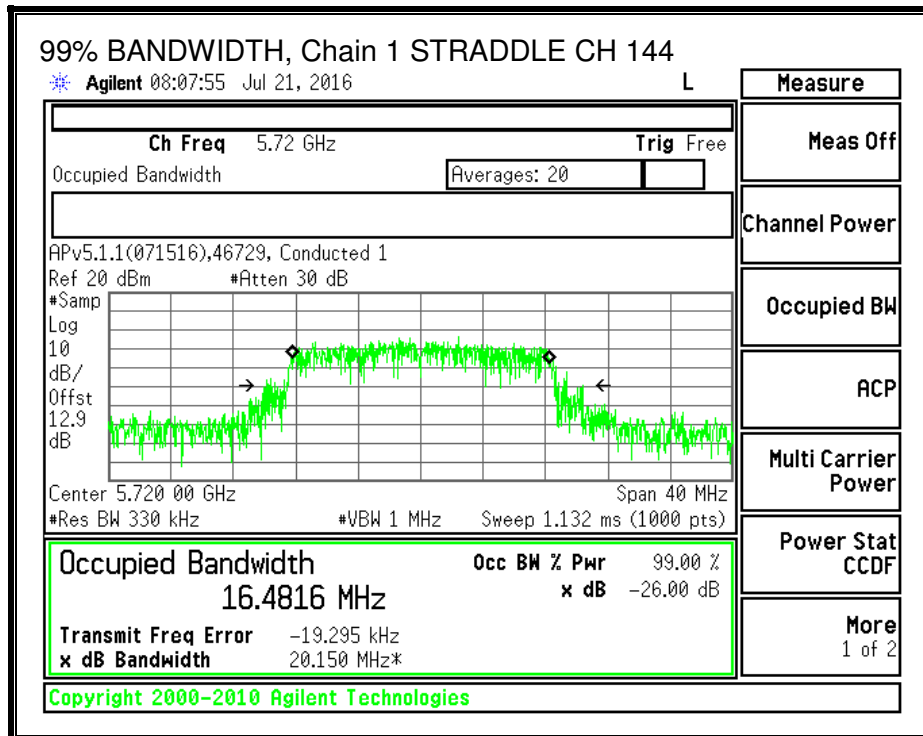 99% BANDWIDTH, Chain 1 STRADDLE CH 144
Agilent 08:07:55 Jul 21, 2016 L
Measure
Ch Freq 5.72 GHz Trig Free
Occupied Bandwidth Averages: 20
Meas Off
Channel Power
Occupied BW
ACP
Multi Carrier
Power
Power Stat
CCDF
More
1 of 2
APv5.1.1(071516),46729, Conducted 1
Ref 20 dBm #Atten 30 dB
#Samp
Log
10
dB/
Offst
12.9
dB
Center 5.720 00 GHz Span 40 MHz
#Res BW 330 kHz #VBW 1 MHz Sweep 1.132 ms (1000 pts)
Occupied Bandwidth Occ BW % Pwr 99.00 %
16.4816 MHz x dB -26.00 dB
Transmit Freq Error -19.295 kHz
x dB Bandwidth 20.150 MHz*
Copyright 2000-2010 Agilent Technologies